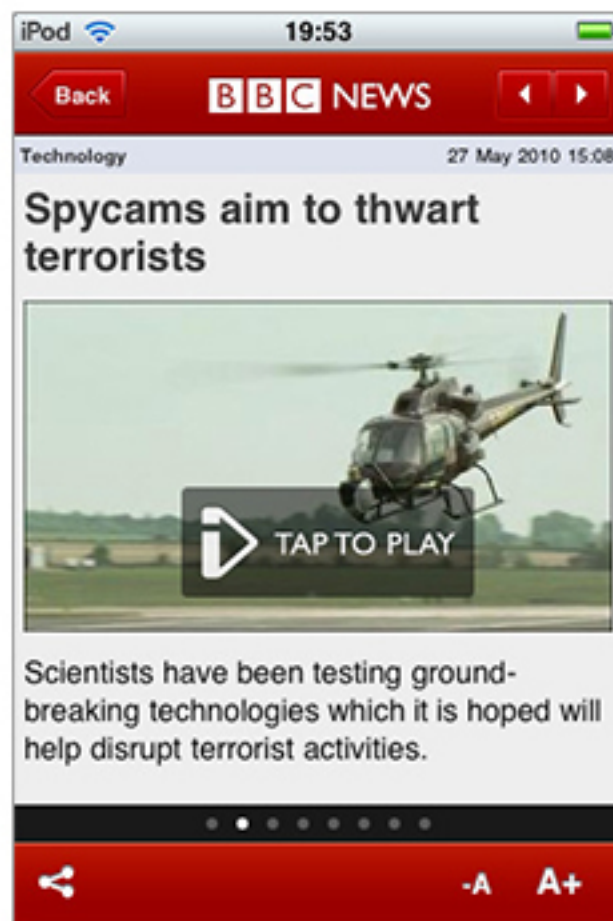 iPod 19:53
Back BBC NEWS
Technology 27 May 2010 15:08
Spycams aim to thwart
terrorists
TAP TO PLAY
Scientists have been testing ground-
breaking technologies which it is hoped will
help disrupt terrorist activities.
-A A+